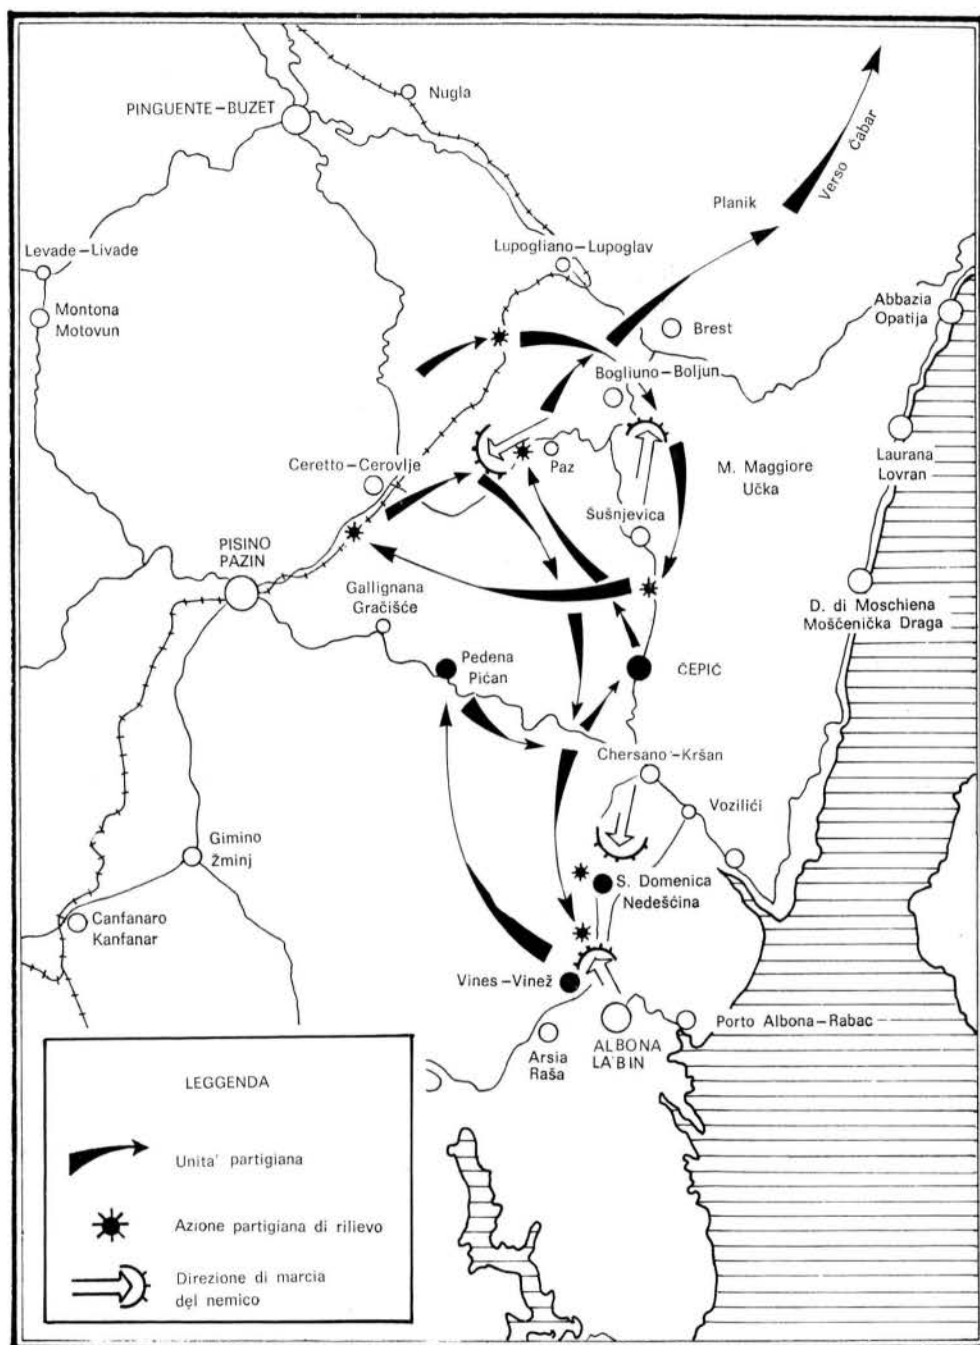 Nugla
PINGUENTE–BUZET
Verso Čabar
Planik
Levade–Livade
Lupogliano–Lupoglav
Montona
Motovun
Abbazia
Opatija
Brest
Bogliuno–Boljun
Laurana
Lovran
Ceretto–Cerovlje
Paz
M. Maggiore
Učka
Šušnjevica
PISINO
PAZIN
Gallignana
Gračišće
D. di Moschiena
Mošćenička Draga
Pedena
Pićan
ČEPIĆ
Chersano–Kršan
Vozilići
Gimino
Žminj
S. Domenica
Nedešćina
Canfanaro
Kanfanar
Vines–Vinež
Porto Albona–Rabac
ALBONA
LABIN
Arsia
Raša
LEGGENDA
Unita' partigiana
Azione partigiana di rilievo
Direzione di marcia
del nemico